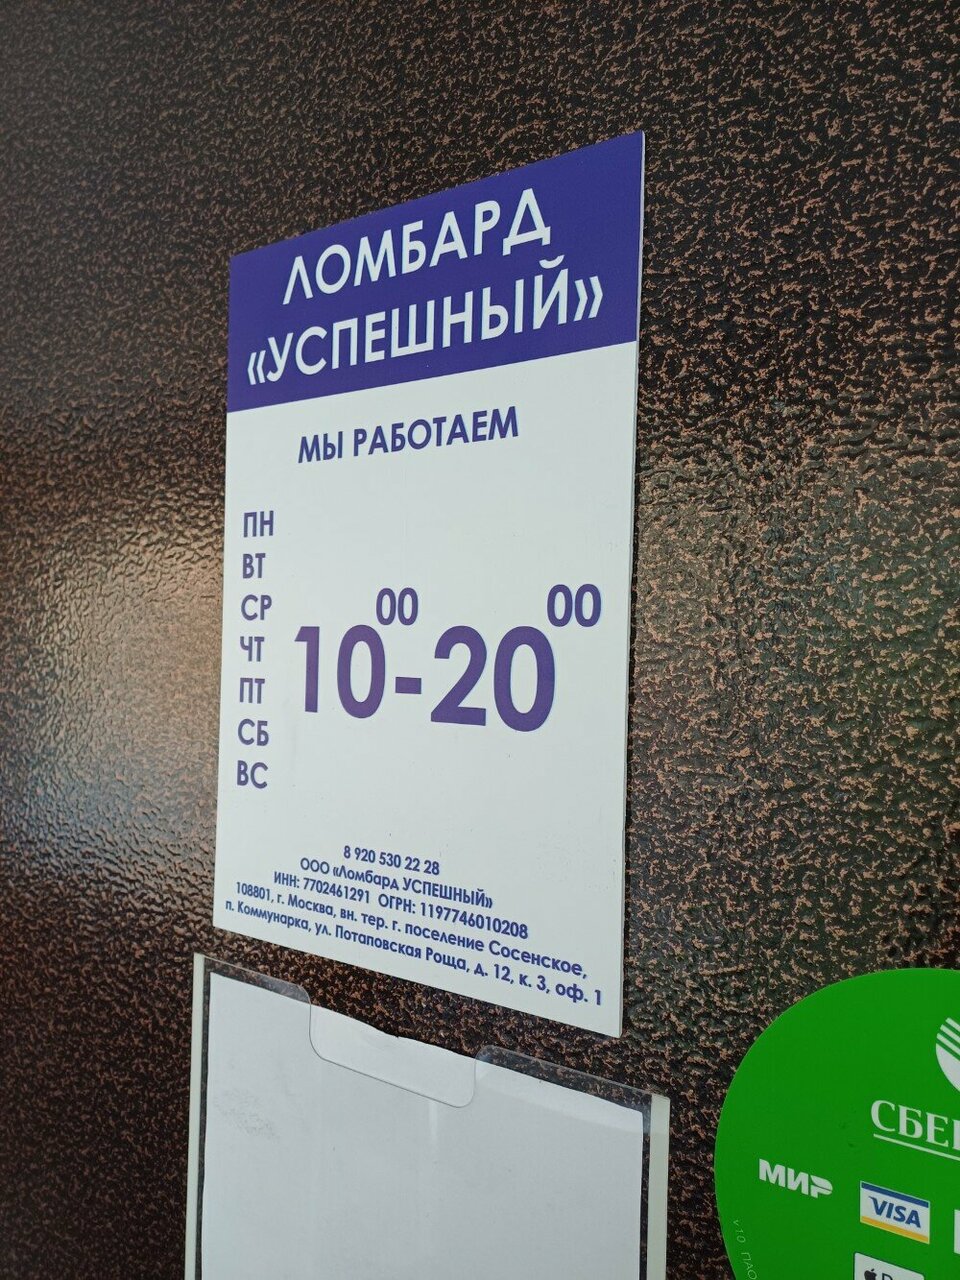 ЛОМБАРД
«УСПЕШНЫЙ»
МЫ РАБОТАЕМ
ПН
ВТ
СР
ЧТ
ПТ
СБ
ВС
10 00 - 20 00
8 920 530 22 28
ООО «Ломбард УСПЕШНЫЙ»
ИНН: 7702461291 ОГРН: 1197746010208
108801, г. Москва, вн. тер. г. поселение Сосенское,
п. Коммунарка, ул. Потаповская Роща, д. 12, к. 3, оф. 1
СБЕ
МИР
VISA